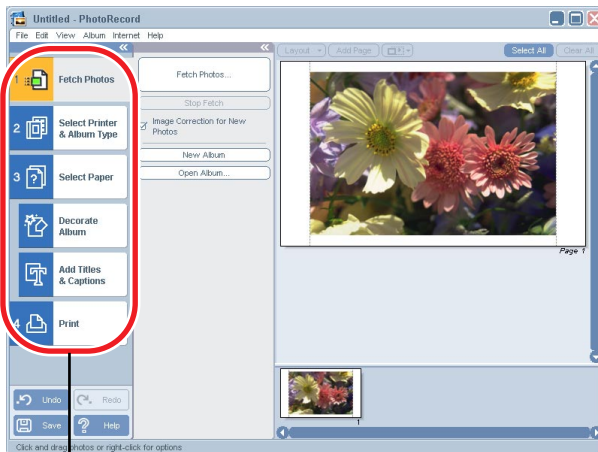 Untitled - PhotoRecord
File Edit View Album Internet Help
1 Fetch Photos
2 Select Printer
& Album Type
3 Select Paper
Decorate
Album
Add Titles
& Captions
4 Print
Undo Redo
Save Help
Fetch Photos...
Stop Fetch
Image Correction for New
Photos
New Album
Open Album...
Layout Add Page Select All Clear All
Page 1
1
Click and drag photos or right-click for options